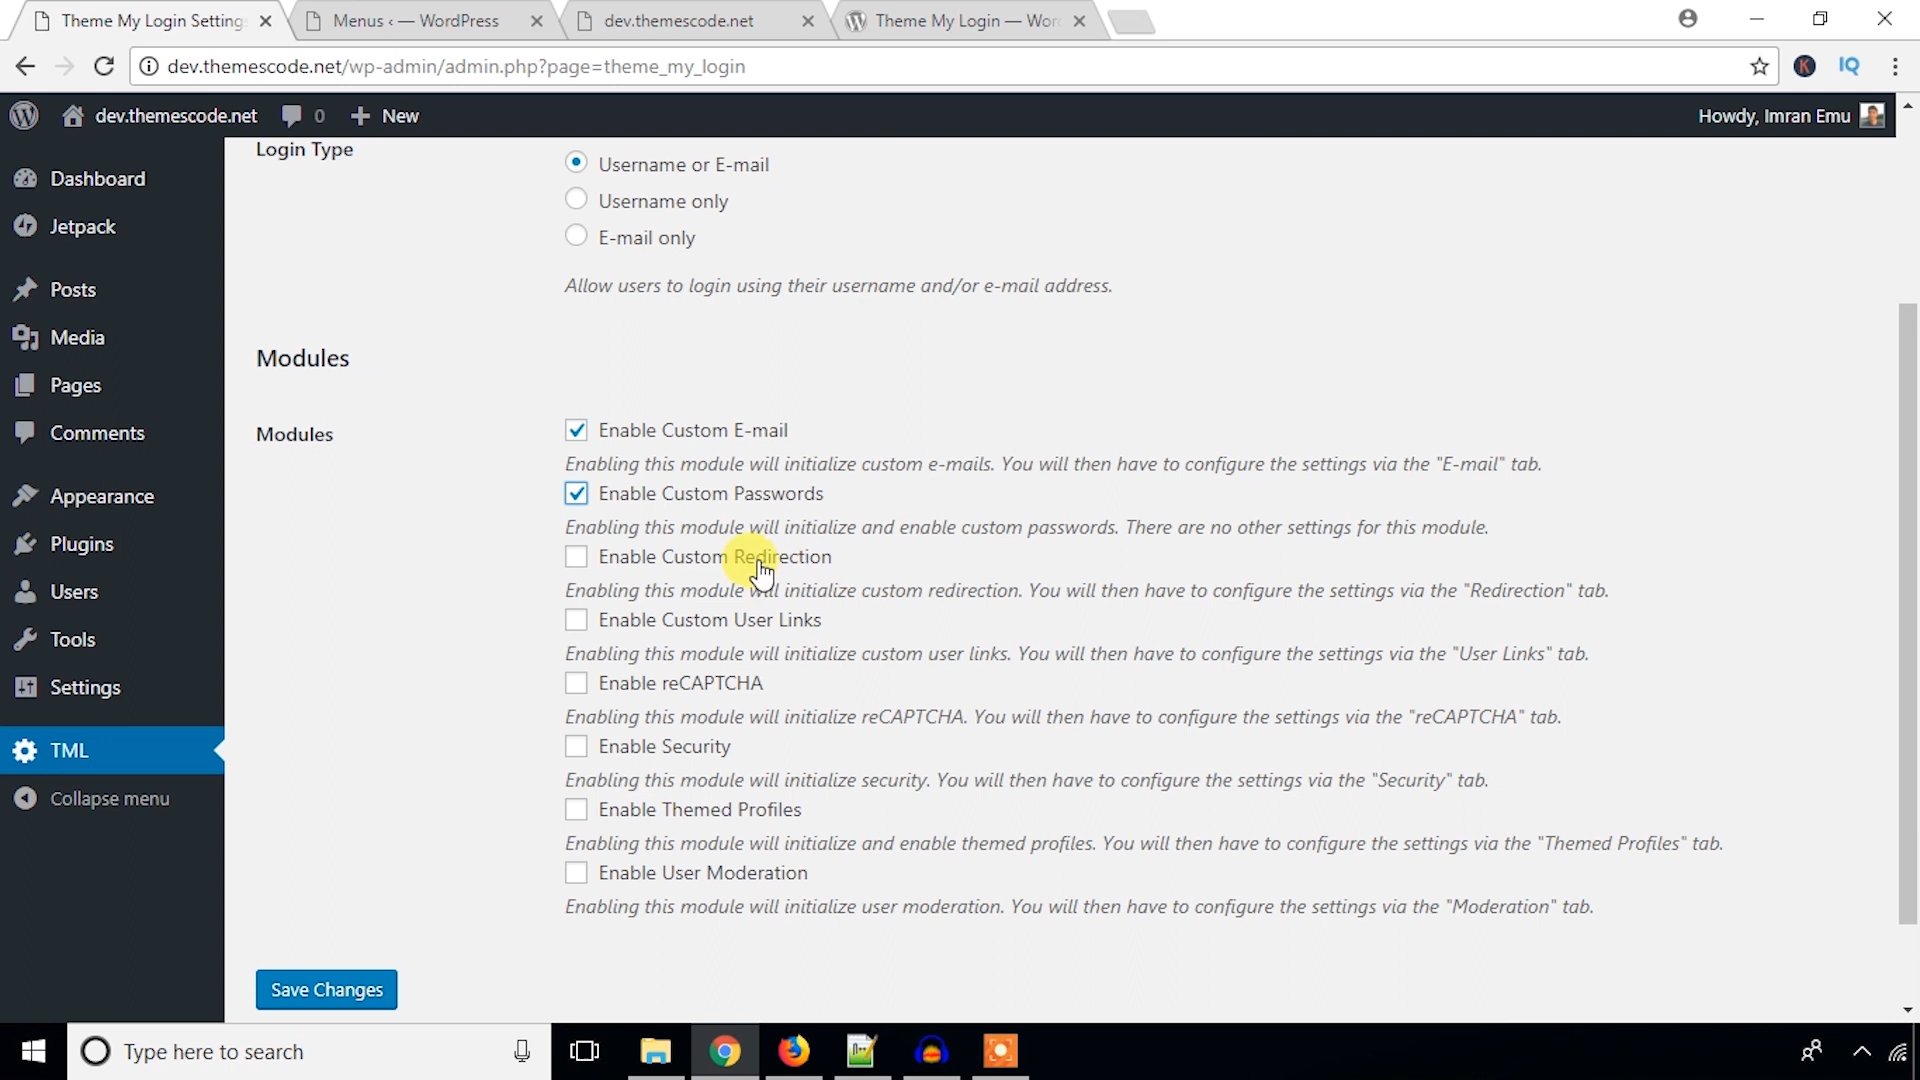 Theme My Login Setting
Menus ‹ — WordPress
dev.themescode.net
Theme My Login — Wor
dev.themescode.net/wp-admin/admin.php?page=theme_my_login
IQ
dev.themescode.net
0
New
Howdy, Imran Emu
Dashboard
Jetpack
Posts
Media
Pages
Comments
Appearance
Plugins
Users
Tools
Settings
TML
Collapse menu
Login Type
Username or E-mail
Username only
E-mail only
Allow users to login using their username and/or e-mail address.
Modules
Modules
Enable Custom E-mail
Enabling this module will initialize custom e-mails. You will then have to configure the settings via the "E-mail" tab.
Enable Custom Passwords
Enabling this module will initialize and enable custom passwords. There are no other settings for this module.
Enable Custom Redirection
Enabling this module will initialize custom redirection. You will then have to configure the settings via the "Redirection" tab.
Enable Custom User Links
Enabling this module will initialize custom user links. You will then have to configure the settings via the "User Links" tab.
Enable reCAPTCHA
Enabling this module will initialize reCAPTCHA. You will then have to configure the settings via the "reCAPTCHA" tab.
Enable Security
Enabling this module will initialize security. You will then have to configure the settings via the "Security" tab.
Enable Themed Profiles
Enabling this module will initialize and enable themed profiles. You will then have to configure the settings via the "Themed Profiles" tab.
Enable User Moderation
Enabling this module will initialize user moderation. You will then have to configure the settings via the "Moderation" tab.
Save Changes
Type here to search